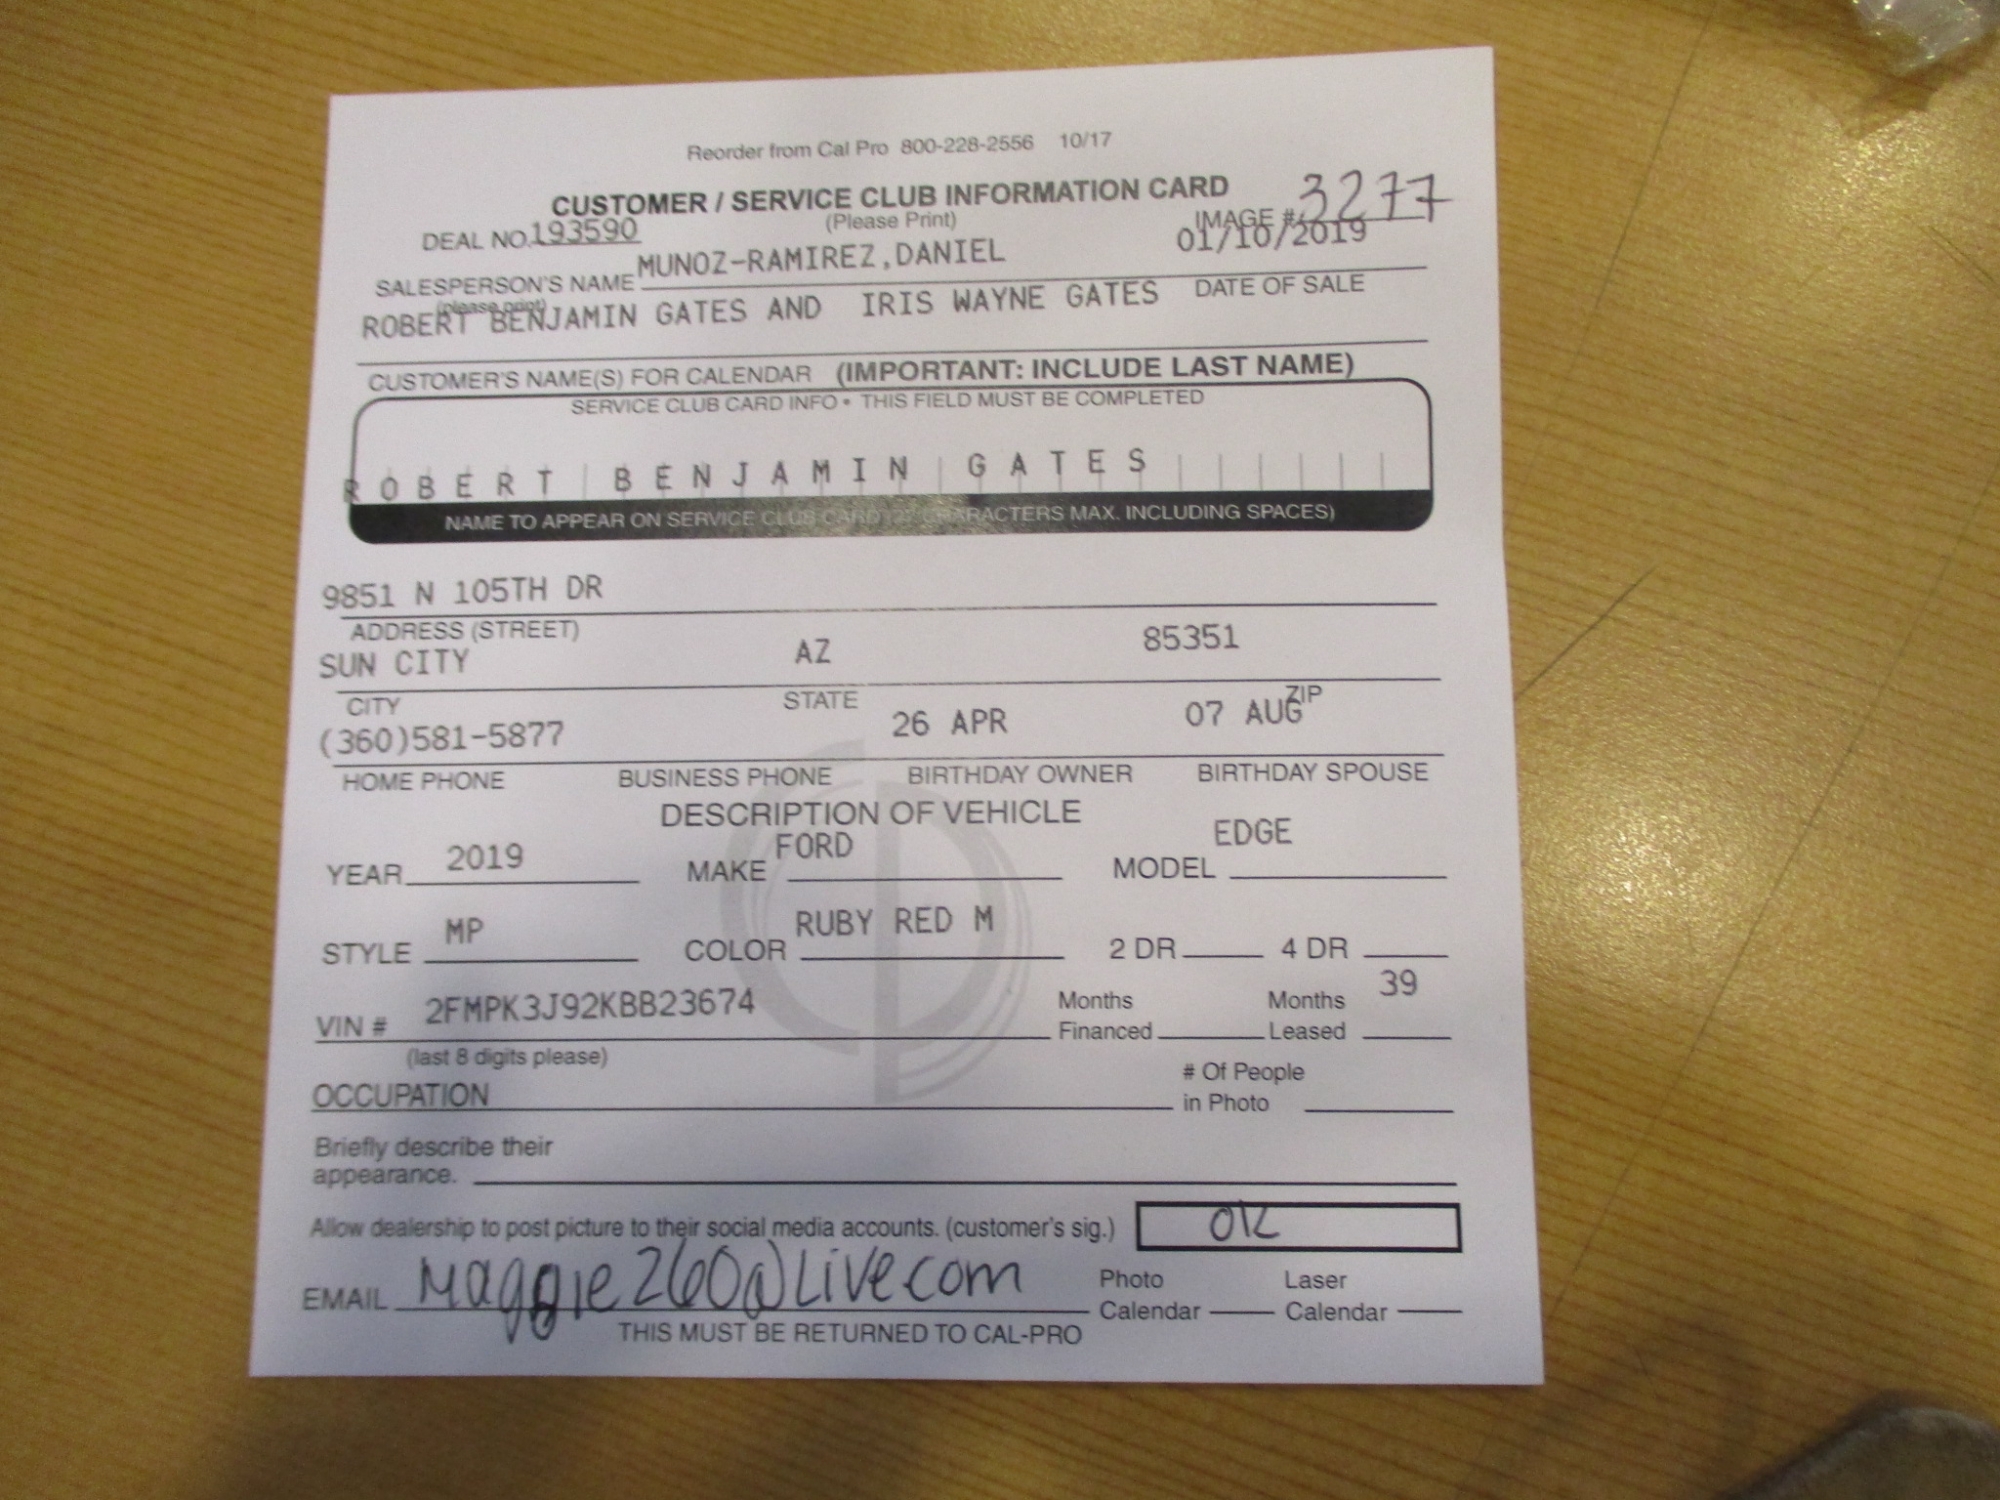 Reorder from Cal Pro 800-228-2556 10/17
CUSTOMER / SERVICE CLUB INFORMATION CARD
(Please Print)
DEAL NO. 193590
IMAGE # 3277
SALESPERSON'S NAME MUNOZ-RAMIREZ,DANIEL 01/10/2019
(please print) DATE OF SALE
ROBERT BENJAMIN GATES AND IRIS WAYNE GATES
CUSTOMER'S NAME(S) FOR CALENDAR (IMPORTANT: INCLUDE LAST NAME)
SERVICE CLUB CARD INFO • THIS FIELD MUST BE COMPLETED
ROBERT BENJAMIN GATES
NAME TO APPEAR ON SERVICE CLUB CARD CHARACTERS MAX. INCLUDING SPACES)
9851 N 105TH DR
ADDRESS (STREET)
SUN CITY AZ 85351
CITY STATE ZIP
(360)581-5877 26 APR 07 AUG
HOME PHONE BUSINESS PHONE BIRTHDAY OWNER BIRTHDAY SPOUSE
DESCRIPTION OF VEHICLE
YEAR 2019 MAKE FORD MODEL EDGE
STYLE MP COLOR RUBY RED M 2 DR 4 DR
VIN # 2FMPK3J92KBB23674 Months Financed Months Leased 39
(last 8 digits please)
OCCUPATION # Of People in Photo
Briefly describe their
appearance.
Allow dealership to post picture to their social media accounts. (customer's sig.) OK
EMAIL Maggie260@Live.com Photo Calendar Laser Calendar
THIS MUST BE RETURNED TO CAL-PRO